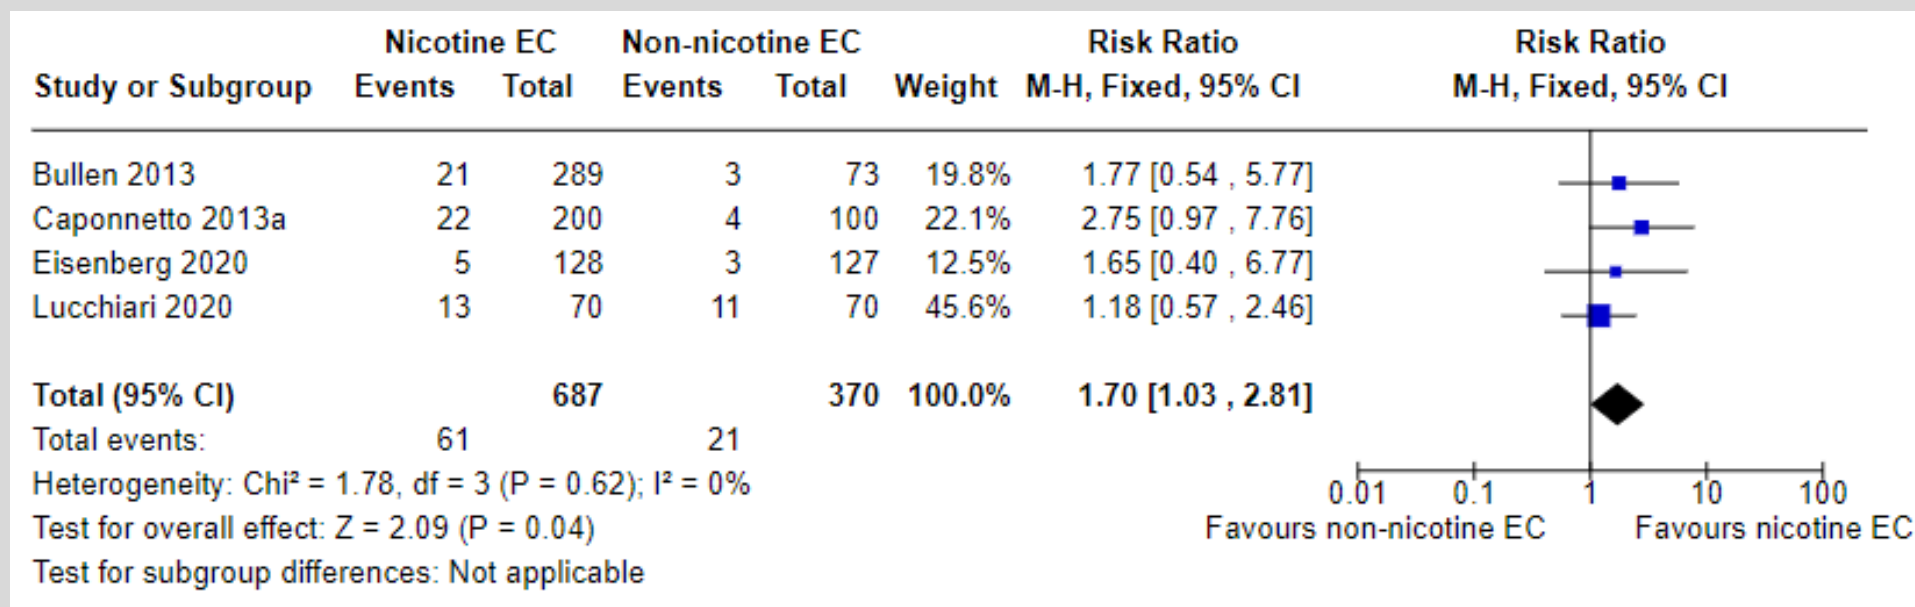 Nicotine EC Non-nicotine EC Risk Ratio Risk Ratio
Study or Subgroup Events Total Events Total Weight M-H, Fixed, 95% CI M-H, Fixed, 95% CI
Bullen 2013 21 289 3 73 19.8% 1.77 [0.54 , 5.77]
Caponnetto 2013a 22 200 4 100 22.1% 2.75 [0.97 , 7.76]
Eisenberg 2020 5 128 3 127 12.5% 1.65 [0.40 , 6.77]
Lucchiari 2020 13 70 11 70 45.6% 1.18 [0.57 , 2.46]
Total (95% CI) 687 370 100.0% 1.70 [1.03 , 2.81]
Total events: 61 21
Heterogeneity: Chi² = 1.78, df = 3 (P = 0.62); I² = 0%
0.01 0.1 1 10 100
Test for overall effect: Z = 2.09 (P = 0.04) Favours non-nicotine EC Favours nicotine EC
Test for subgroup differences: Not applicable